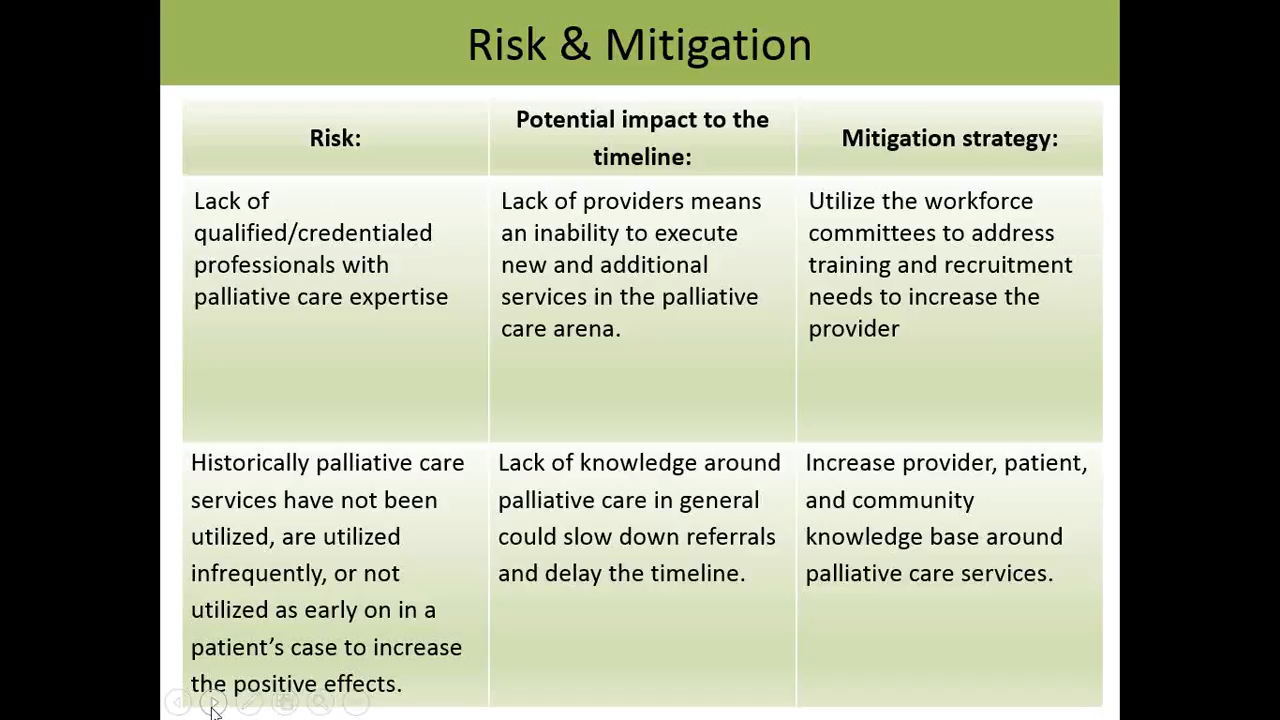 Risk & Mitigation
Risk:
Potential impact to the
timeline:
Mitigation strategy:
Lack of
qualified/credentialed
professionals with
palliative care expertise
Lack of providers means
an inability to execute
new and additional
services in the palliative
care arena.
Utilize the workforce
committees to address
training and recruitment
needs to increase the
provider
Historically palliative care
services have not been
utilized, are utilized
infrequently, or not
utilized as early on in a
patient’s case to increase
the positive effects.
Lack of knowledge around
palliative care in general
could slow down referrals
and delay the timeline.
Increase provider, patient,
and community
knowledge base around
palliative care services.